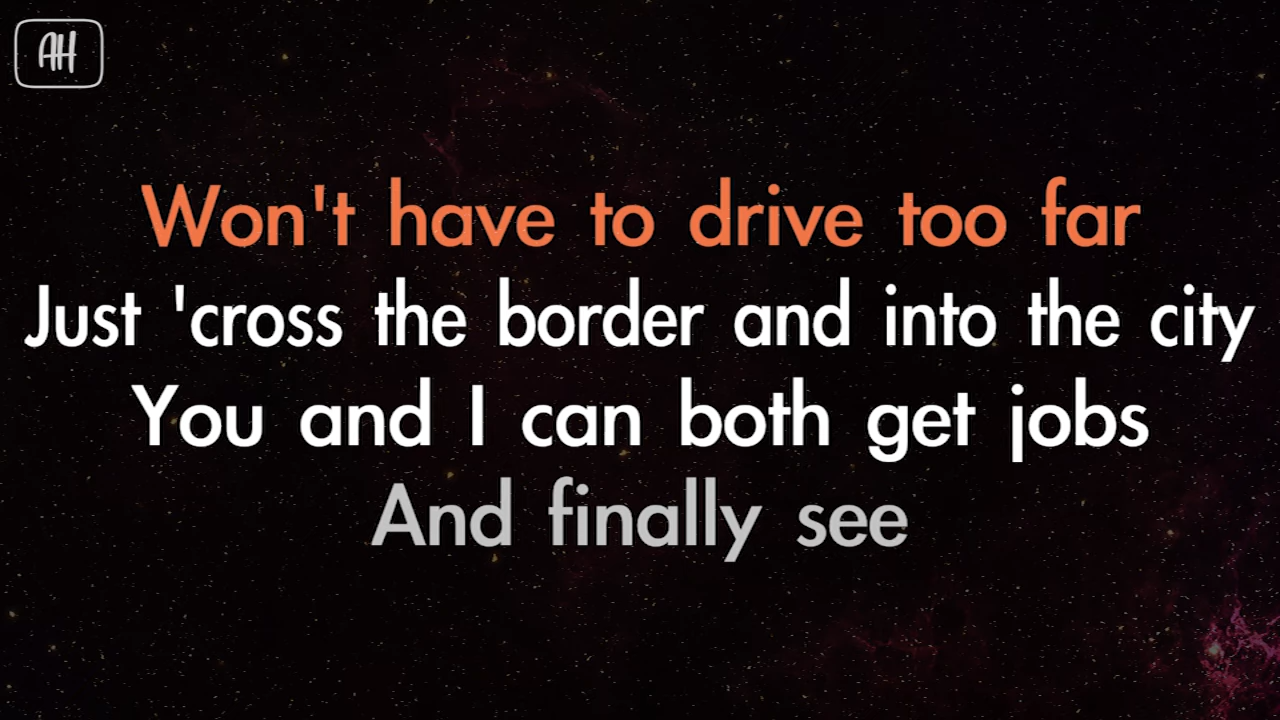 AH
Won't have to drive too far
Just 'cross the border and into the city
You and I can both get jobs
And finally see